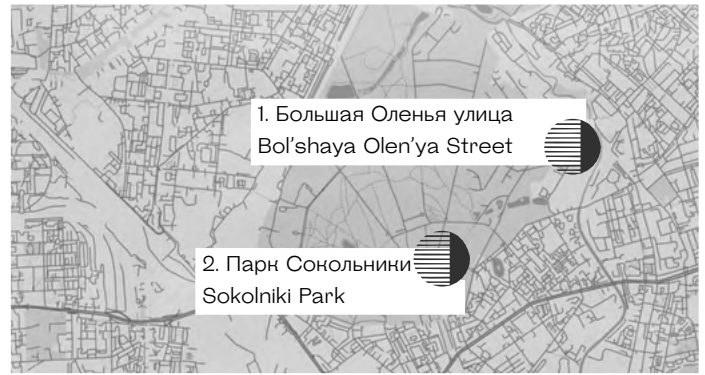 1. Большая Оленья улица
Bol’shaya Olen’ya Street
2. Парк Сокольники
Sokolniki Park